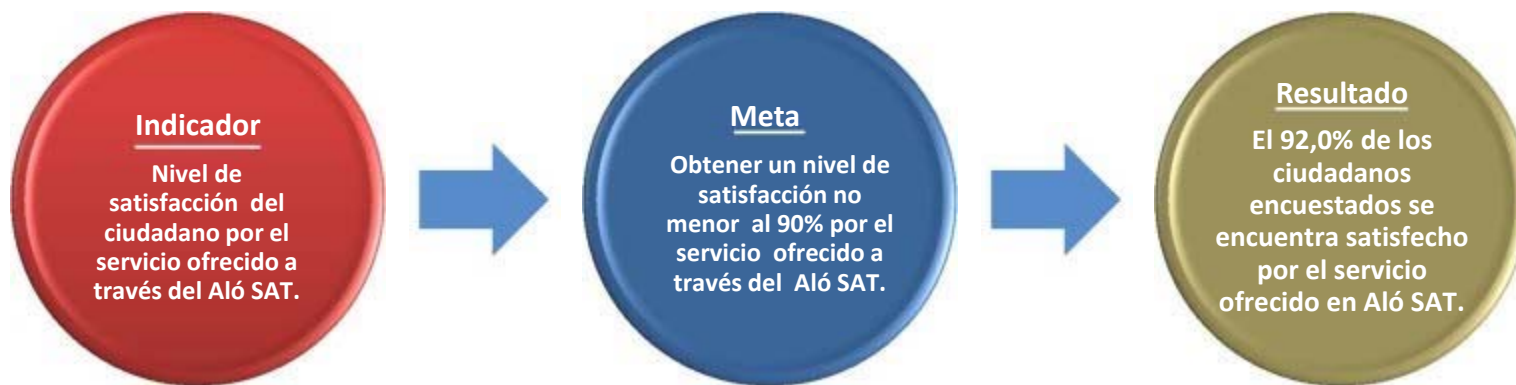 Indicador
Nivel de
satisfacción del
ciudadano por el
servicio ofrecido a
través del Aló SAT.
Meta
Obtener un nivel de
satisfacción no
menor al 90% por el
servicio ofrecido a
través del Aló SAT.
Resultado
El 92,0% de los
ciudadanos
encuestados se
encuentra satisfecho
por el servicio
ofrecido en Aló SAT.